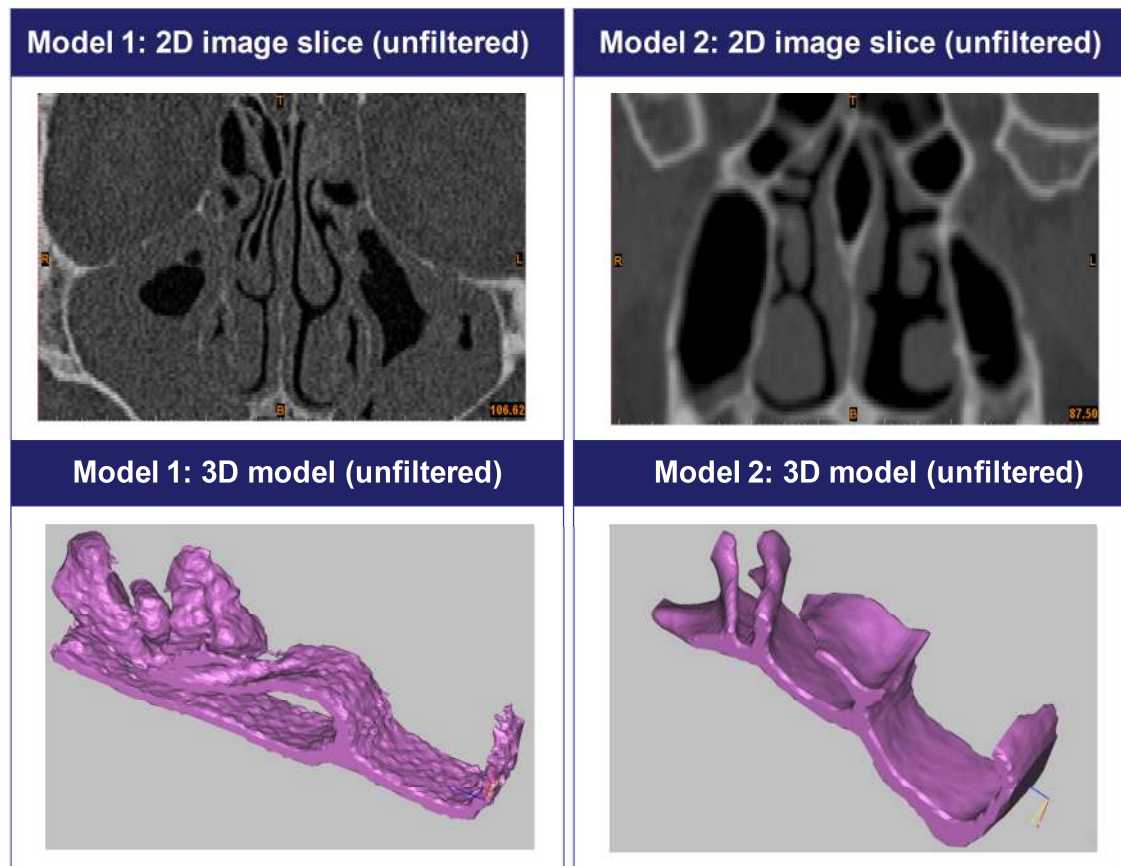 Model 1: 2D image slice (unfiltered)
Model 2: 2D image slice (unfiltered)
T
R
L
B
106.62
T
R
L
B
87.50
Model 1: 3D model (unfiltered)
Model 2: 3D model (unfiltered)